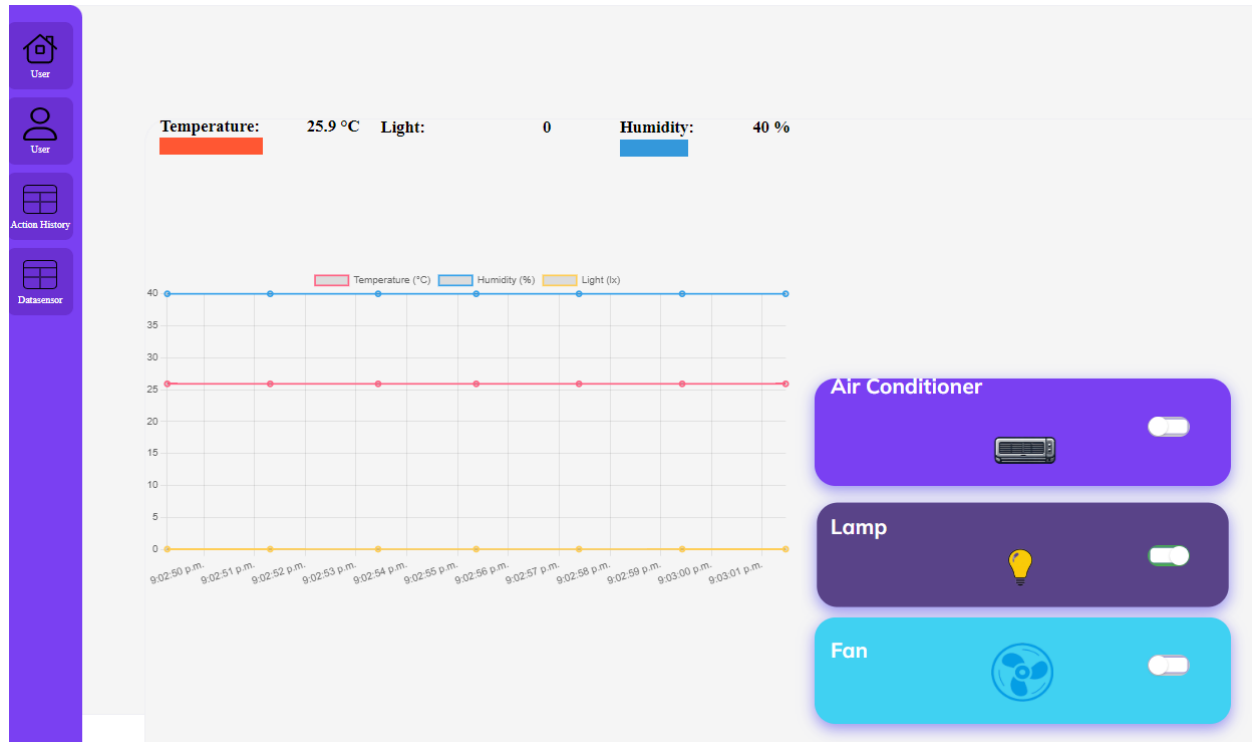 User
User
Action History
Datasensor
Temperature: 25.9 °C Light: 0 Humidity: 40 %
Temperature (°C) Humidity (%) Light (lx)
40
35
30
25
20
15
10
5
0
9:02:50 p.m. 9:02:51 p.m. 9:02:52 p.m. 9:02:53 p.m. 9:02:54 p.m. 9:02:55 p.m. 9:02:56 p.m. 9:02:57 p.m. 9:02:58 p.m. 9:02:59 p.m. 9:03:00 p.m. 9:03:01 p.m.
Air Conditioner
Lamp
Fan